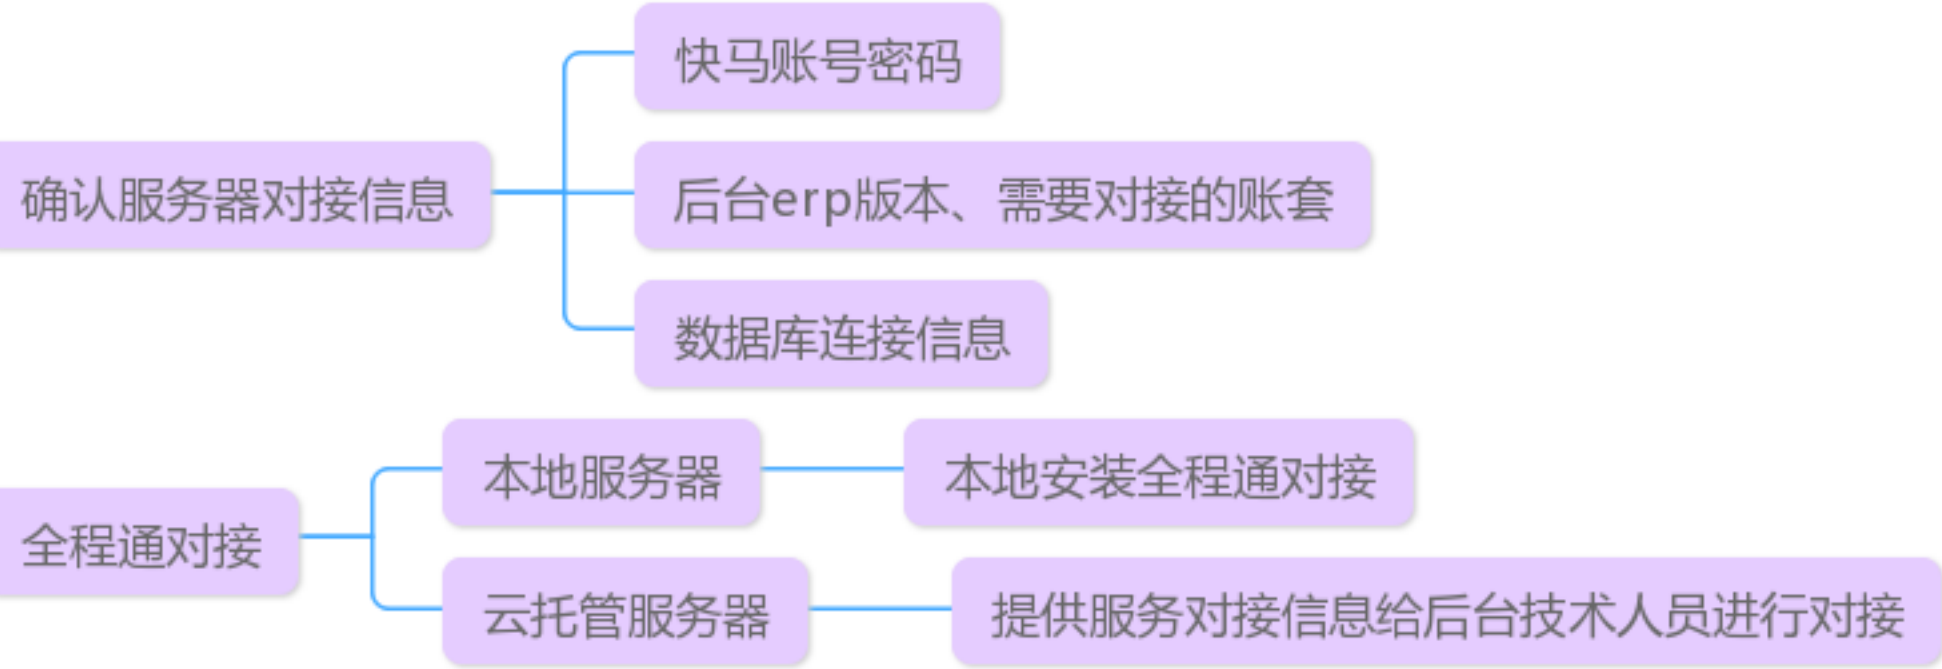 快马账号密码
确认服务器对接信息
后台erp版本、需要对接的账套
数据库连接信息
本地服务器
本地安装全程通对接
全程通对接
云托管服务器
提供服务对接信息给后台技术人员进行对接